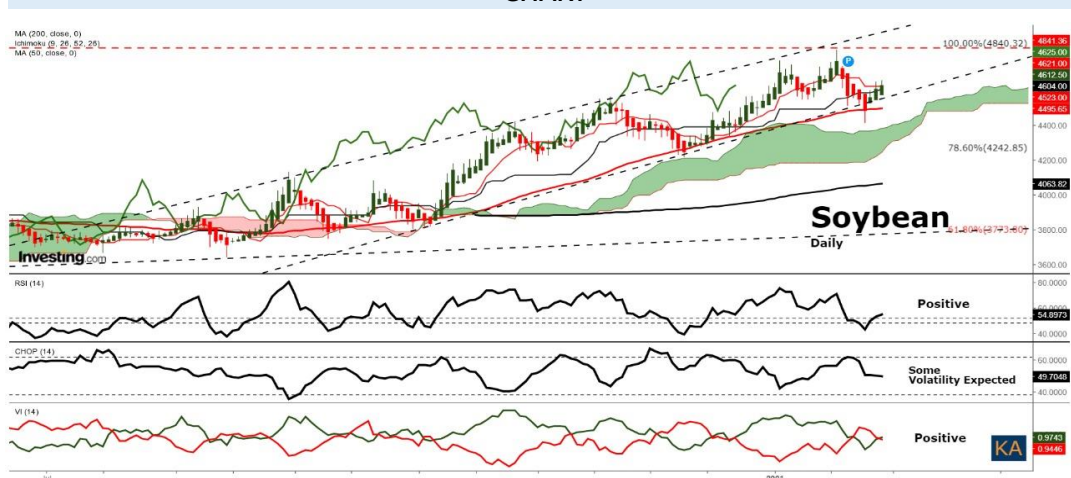 MA (200, close, 0)
Ichimoku (9, 26, 52, 26)
MA (50, close, 0)
100.00%(4840.32)
4841.36
4625.00
4621.00
4612.50
4604.00
4523.00
4495.65
P
4400.00
78.60%(4242.85)
4200.00
4063.82
4000.00
Soybean
61.80%(3773.60)
3800.00
Daily
Investing.com
3600.00
RSI (14)
80.0000
Positive
54.8973
40.0000
CHOP (14)
60.0000
Some
Volatility Expected
49.7048
40.0000
VI (14)
Positive
0.9743
0.9446
KA